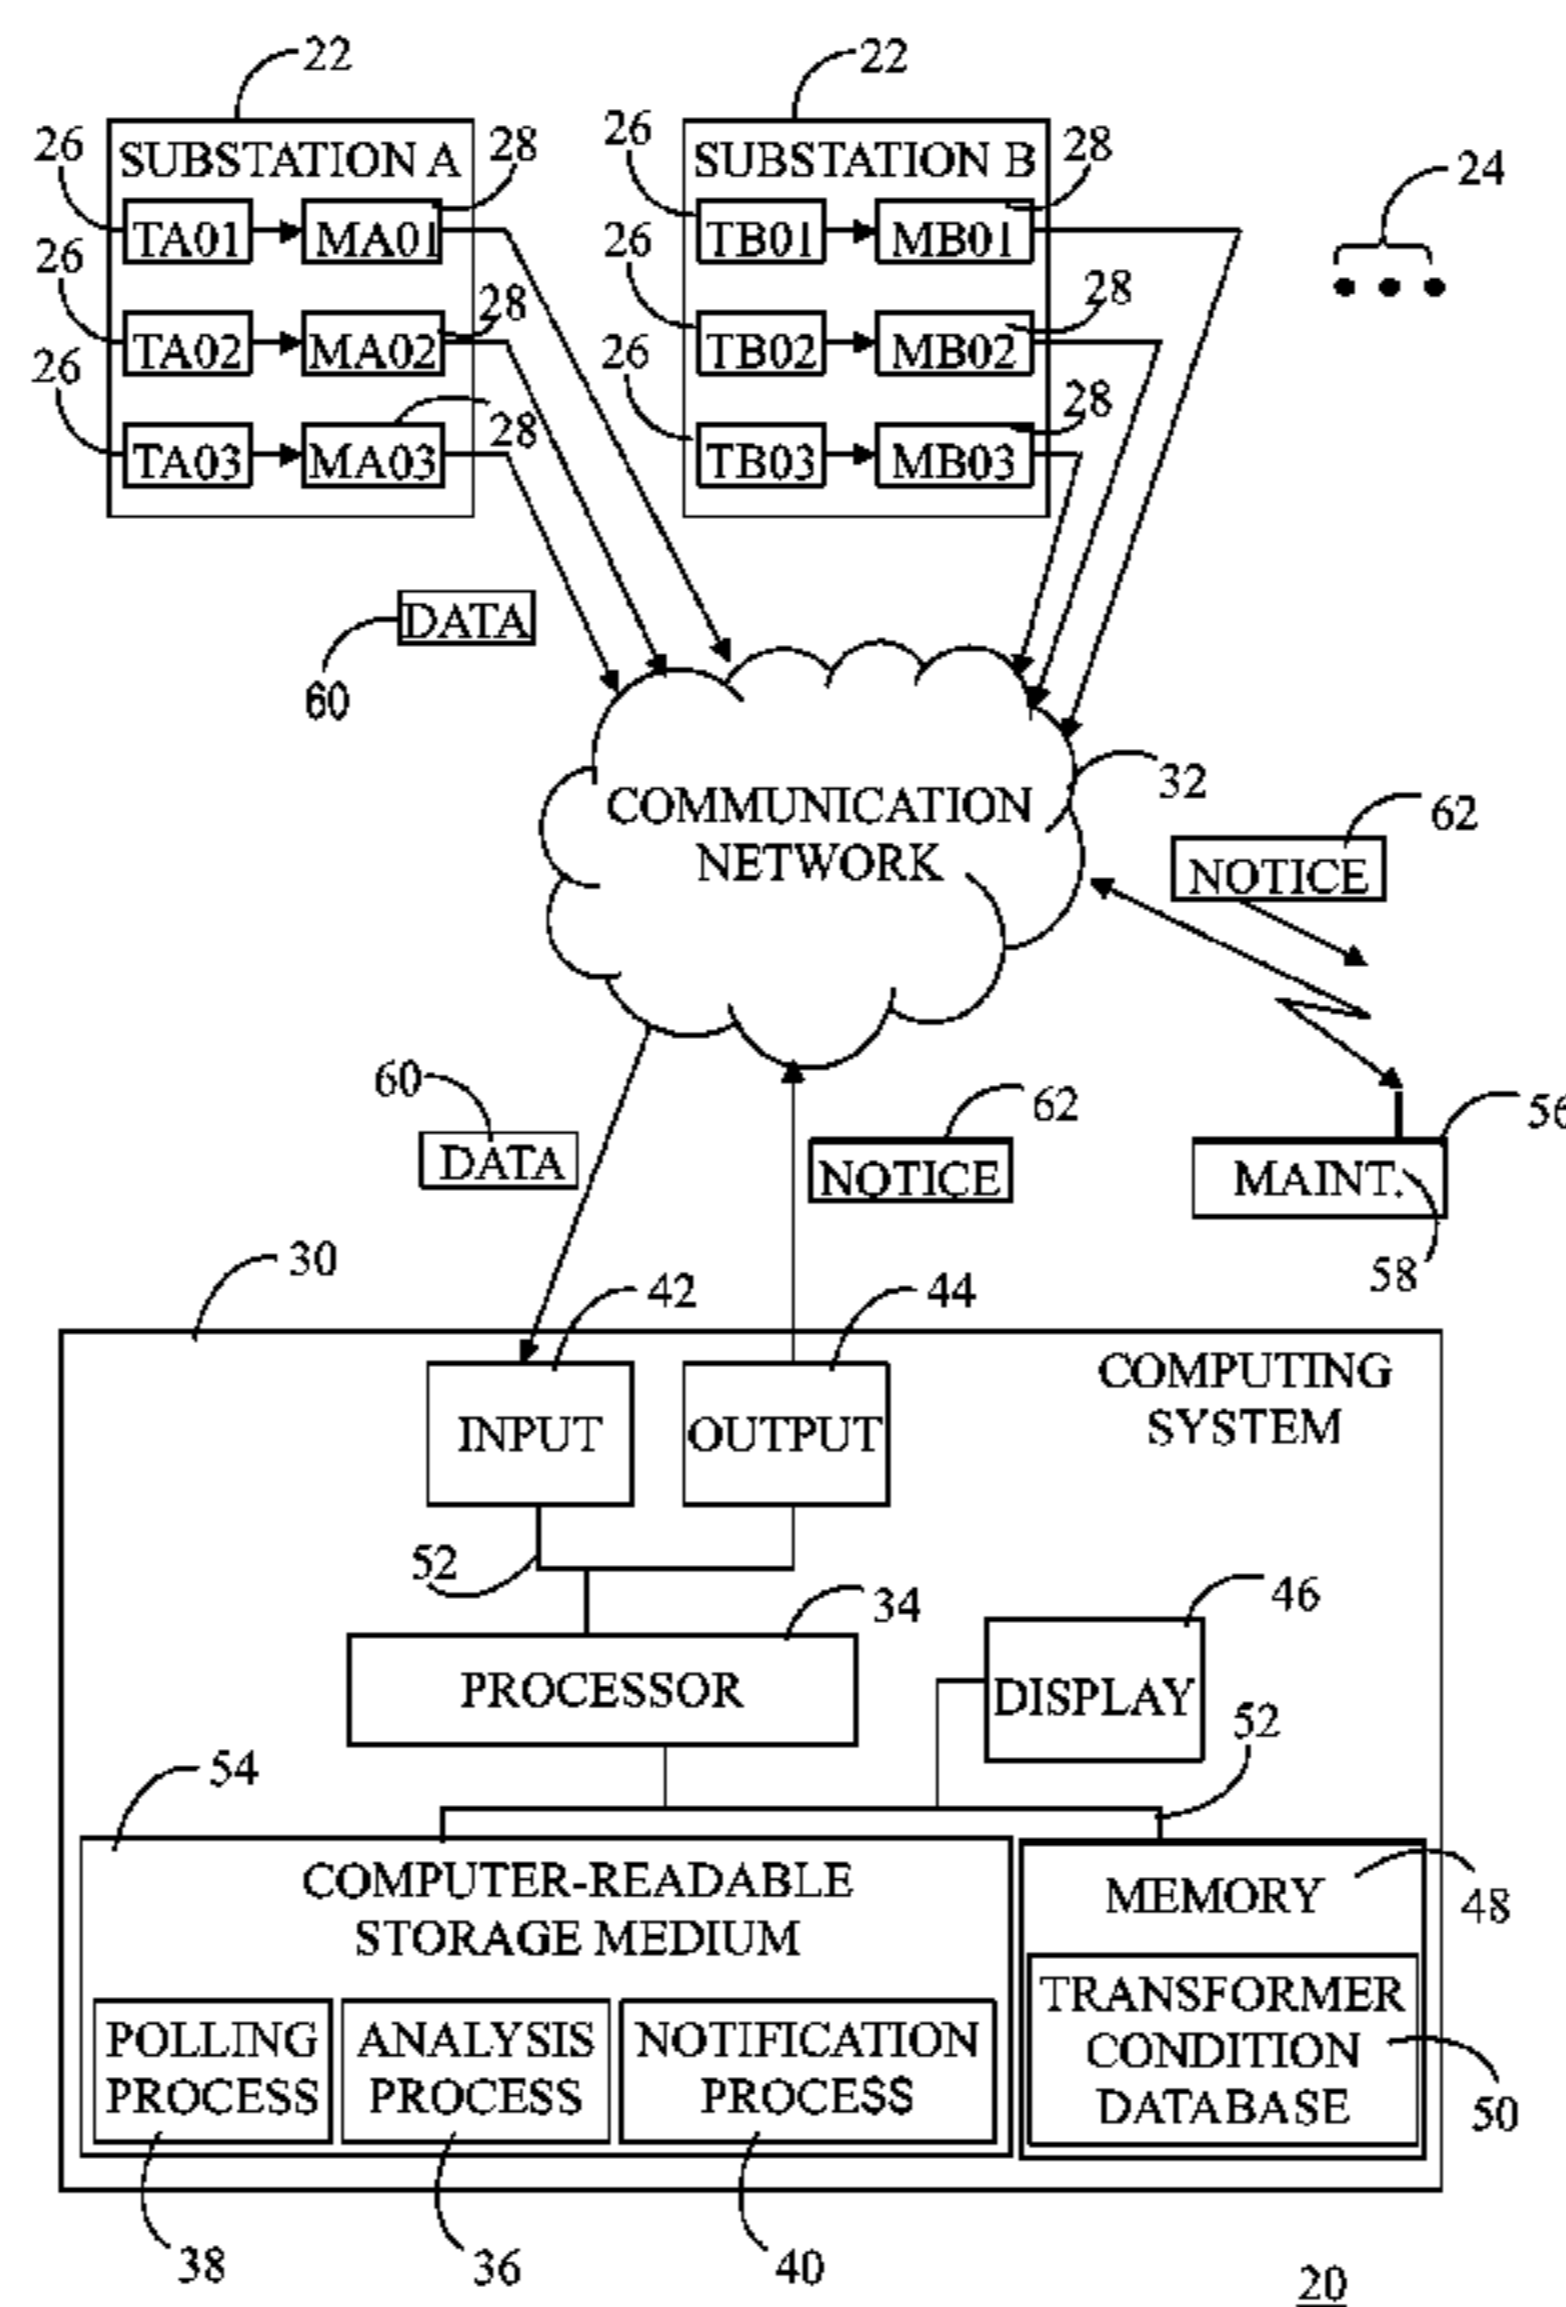 22
22
26
SUBSTATION A
28
26
SUBSTATION B
28
24
TA01
MA01
TB01
MB01
26
28
26
28
TA02
MA02
TB02
MB02
26
28
26
28
TA03
MA03
TB03
MB03
DATA
60
COMMUNICATION
NETWORK
32
62
NOTICE
60
DATA
62
NOTICE
56
MAINT.
58
30
42
44
COMPUTING
SYSTEM
INPUT
OUTPUT
52
34
46
PROCESSOR
DISPLAY
52
54
COMPUTER-READABLE
STORAGE MEDIUM
MEMORY
48
POLLING
PROCESS
ANALYSIS
PROCESS
NOTIFICATION
PROCESS
TRANSFORMER
CONDITION
DATABASE
50
38
36
40
20